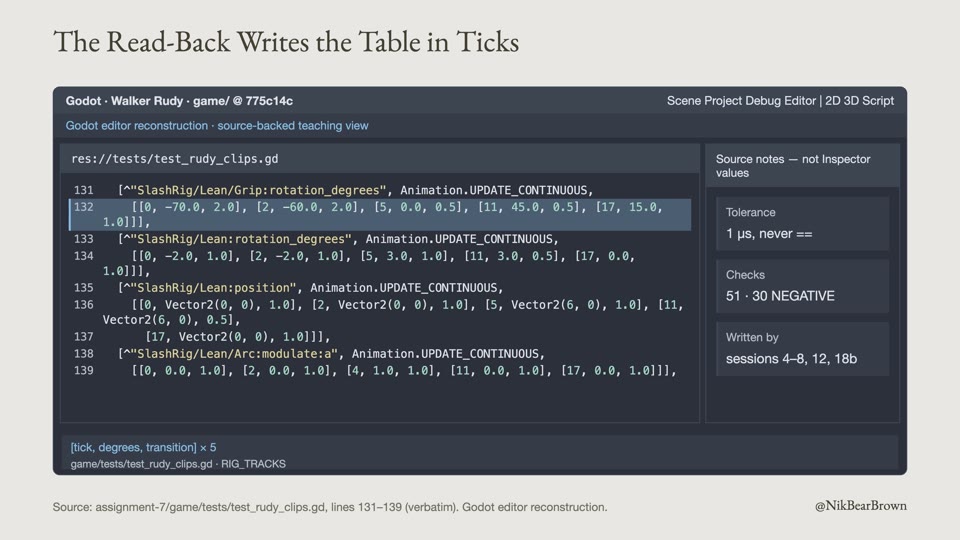 The Read-Back Writes the Table in Ticks
Godot · Walker Rudy · game/ @ 775c14c
Scene Project Debug Editor | 2D 3D Script
Godot editor reconstruction · source-backed teaching view
res://tests/test_rudy_clips.gd
131 [^"SlashRig/Lean/Grip:rotation_degrees", Animation.UPDATE_CONTINUOUS,
132 [[0, −70.0, 2.0], [2, −60.0, 2.0], [5, 0.0, 0.5], [11, 45.0, 0.5], [17, 15.0,
1.0]]],
133 [^"SlashRig/Lean:rotation_degrees", Animation.UPDATE_CONTINUOUS,
134 [[0, −2.0, 1.0], [2, −2.0, 1.0], [5, 3.0, 1.0], [11, 3.0, 0.5], [17, 0.0,
1.0]]],
135 [^"SlashRig/Lean:position", Animation.UPDATE_CONTINUOUS,
136 [[0, Vector2(0, 0), 1.0], [2, Vector2(0, 0), 1.0], [5, Vector2(6, 0), 1.0], [11,
Vector2(6, 0), 0.5],
137 [17, Vector2(0, 0), 1.0]]],
138 [^"SlashRig/Lean/Arc:modulate:a", Animation.UPDATE_CONTINUOUS,
139 [[0, 0.0, 1.0], [2, 0.0, 1.0], [4, 1.0, 1.0], [11, 0.0, 1.0], [17, 0.0, 1.0]]],
Source notes — not Inspector
values
Tolerance
1 µs, never ==
Checks
51 · 30 NEGATIVE
Written by
sessions 4–8, 12, 18b
[tick, degrees, transition] × 5
game/tests/test_rudy_clips.gd · RIG_TRACKS
Source: assignment-7/game/tests/test_rudy_clips.gd, lines 131–139 (verbatim). Godot editor reconstruction.
@NikBearBrown